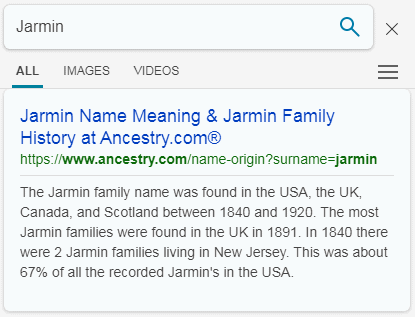 Jarmin
ALL IMAGES VIDEOS
Jarmin Name Meaning & Jarmin Family
History at Ancestry.com®
https://www.ancestry.com/name-origin?surname=jarmin
The Jarmin family name was found in the USA, the UK,
Canada, and Scotland between 1840 and 1920. The most
Jarmin families were found in the UK in 1891. In 1840 there
were 2 Jarmin families living in New Jersey. This was about
67% of all the recorded Jarmin's in the USA.